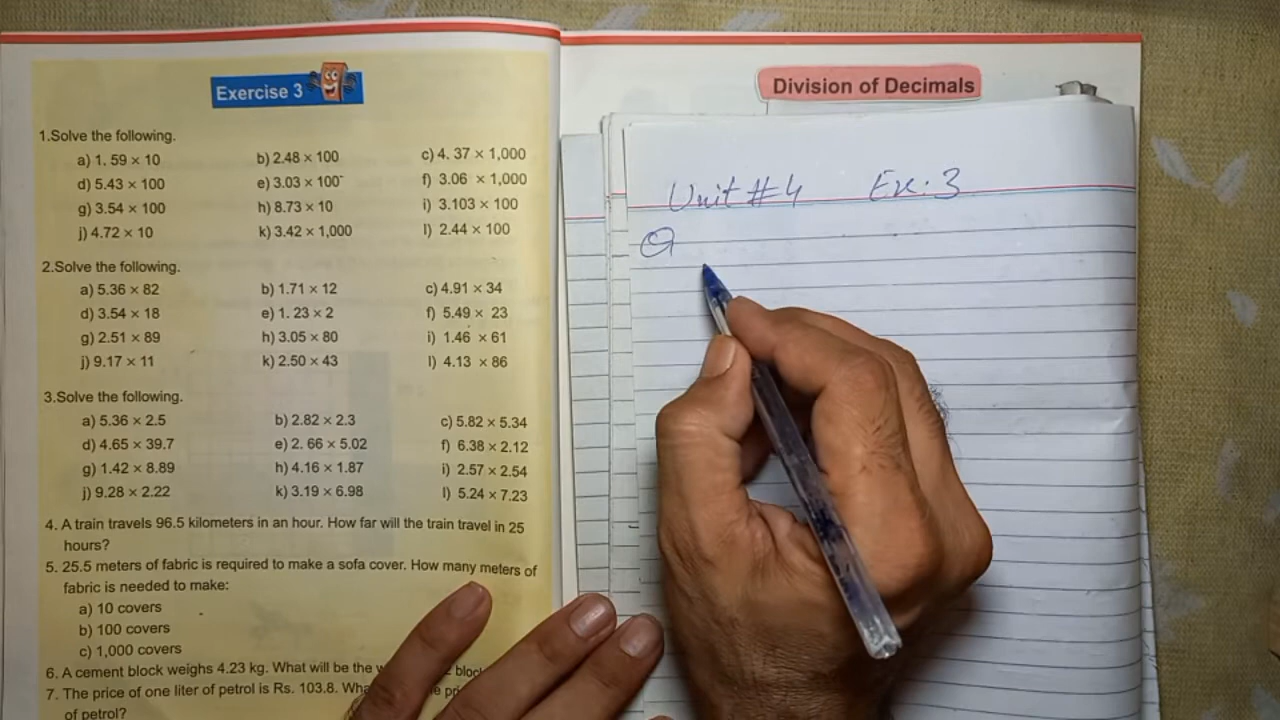 Exercise 3
1.Solve the following.
a) 1. 59 × 10 b) 2.48 × 100 c) 4. 37 × 1,000
d) 5.43 × 100 e) 3.03 × 100 f) 3.06 × 1,000
g) 3.54 × 100 h) 8.73 × 10 i) 3.103 × 100
j) 4.72 × 10 k) 3.42 × 1,000 l) 2.44 × 100
2.Solve the following.
a) 5.36 × 82 b) 1.71 × 12 c) 4.91 × 34
d) 3.54 × 18 e) 1. 23 × 2 f) 5.49 × 23
g) 2.51 × 89 h) 3.05 × 80 i) 1.46 × 61
j) 9.17 × 11 k) 2.50 × 43 l) 4.13 × 86
3.Solve the following.
a) 5.36 × 2.5 b) 2.82 × 2.3 c) 5.82 × 5.34
d) 4.65 × 39.7 e) 2. 66 × 5.02 f) 6.38 × 2.12
g) 1.42 × 8.89 h) 4.16 × 1.87 i) 2.57 × 2.54
j) 9.28 × 2.22 k) 3.19 × 6.98 l) 5.24 × 7.23
4. A train travels 96.5 kilometers in an hour. How far will the train travel in 25
hours?
5. 25.5 meters of fabric is required to make a sofa cover. How many meters of
fabric is needed to make:
a) 10 covers
b) 100 covers
c) 1,000 covers
6. A cement block weighs 4.23 kg. What will be the
7. The price of one liter of petrol is Rs. 103.8.
of petrol?
Division of Decimals
Unit #4 Ex: 3
Q